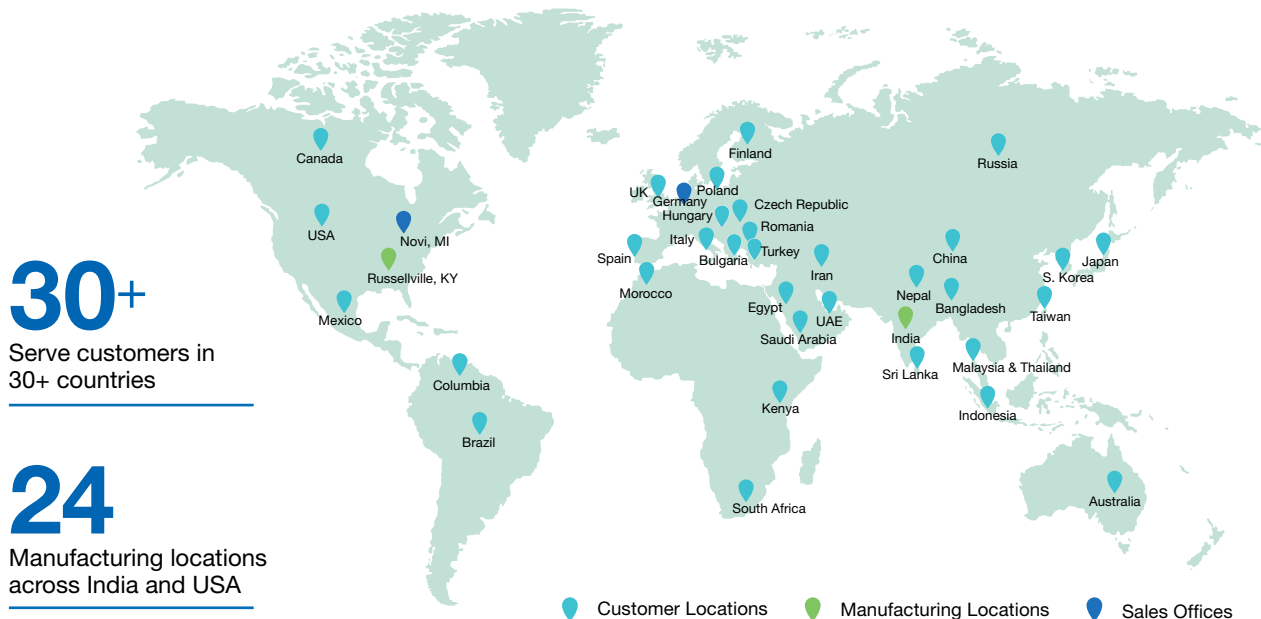 30+
Serve customers in
30+ countries
24
Manufacturing locations
across India and USA
Canada
USA
Novi, MI
Russellville, KY
Mexico
Columbia
Brazil
Finland
Russia
UK
Poland
Germany
Czech Republic
Hungary
Romania
Italy
Turkey
Bulgaria
Spain
Iran
China
Japan
S. Korea
Morocco
Egypt
UAE
Nepal
Bangladesh
Taiwan
Saudi Arabia
India
Sri Lanka
Malaysia & Thailand
Kenya
Indonesia
South Africa
Australia
Customer Locations
Manufacturing Locations
Sales Offices